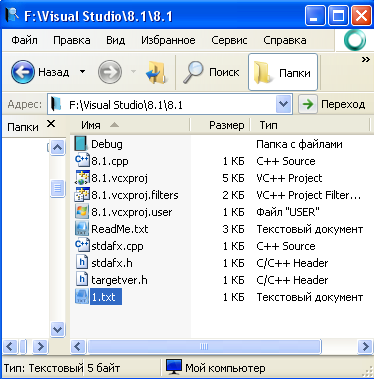 F:\Visual Studio\8.1\8.1
Файл Правка Вид Избранное Сервис Справка
Назад Поиск Папки
Адрес: F:\Visual Studio\8.1\8.1 Переход
Папки Имя Размер Тип
Debug Папка с файлами
8.1.cpp 1 КБ C++ Source
8.1.vcxproj 5 КБ VC++ Project
8.1.vcxproj.filters 2 КБ VC++ Project Filter...
8.1.vcxproj.user 1 КБ Файл "USER"
ReadMe.txt 3 КБ Текстовый документ
stdafx.cpp 1 КБ C++ Source
stdafx.h 1 КБ C/C++ Header
targetver.h 1 КБ C/C++ Header
1.txt 1 КБ Текстовый документ
Тип: Текстовый 5 байт Мой компьютер